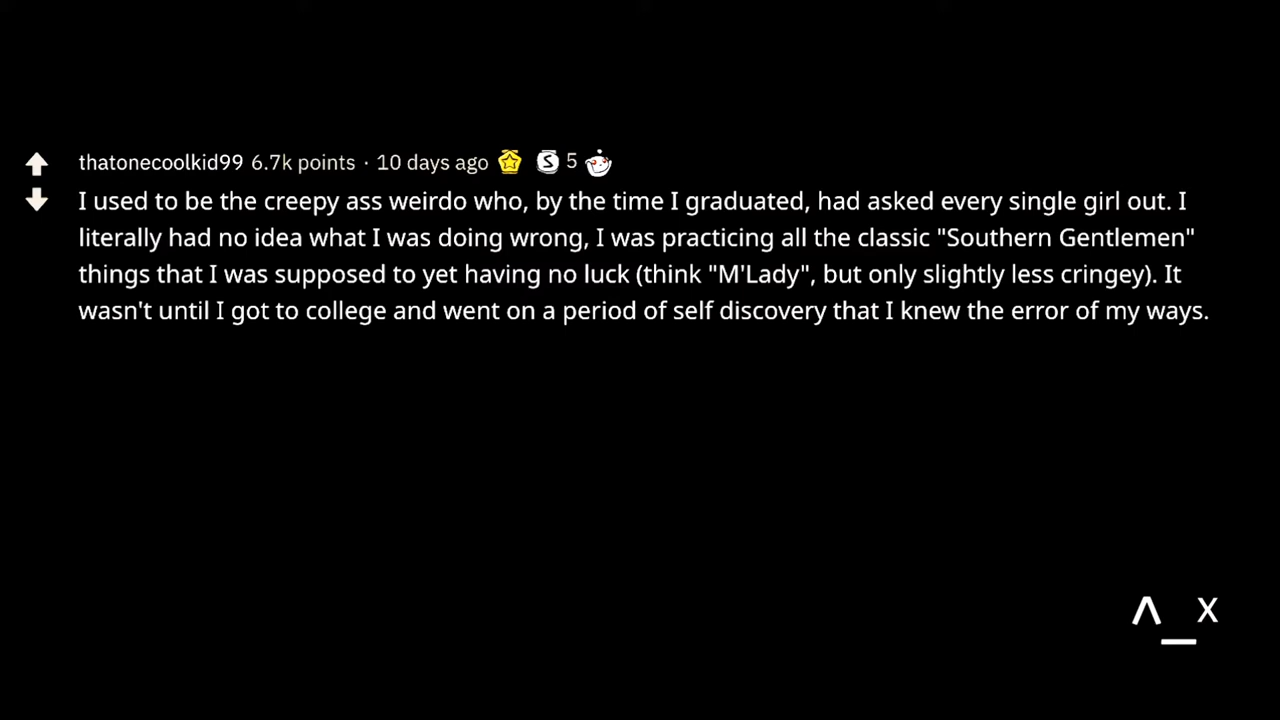 thatonecoolkid99 6.7k points · 10 days ago 5
I used to be the creepy ass weirdo who, by the time I graduated, had asked every single girl out. I
literally had no idea what I was doing wrong, I was practicing all the classic "Southern Gentlemen"
things that I was supposed to yet having no luck (think "M'Lady", but only slightly less cringey). It
wasn't until I got to college and went on a period of self discovery that I knew the error of my ways.
^_x